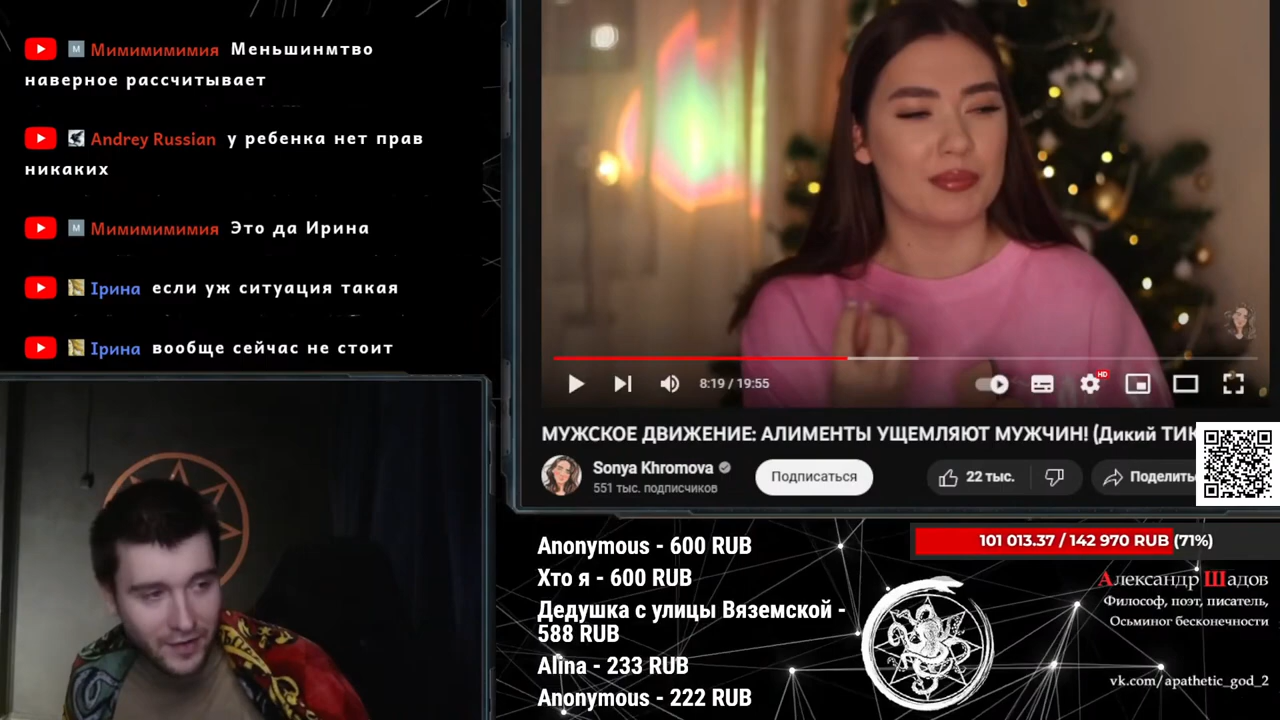 М Мимимимимия Меньшинмтво
наверное рассчитывает
Andrey Russian у ребенка нет прав
никаких
М Мимимимимия Это да Ирина
Ірина если уж ситуация такая
Ірина вообще сейчас не стоит
8:19 / 19:55
HD
МУЖСКОЕ ДВИЖЕНИЕ: АЛИМЕНТЫ УЩЕМЛЯЮТ МУЖЧИН! (Дикий ТИК
Sonya Khromova
551 тыс. подписчиков
Подписаться
22 тыс.
Поделить
Anonymous - 600 RUB
Хто я - 600 RUB
Дедушка с улицы Вяземской -
588 RUB
Alina - 233 RUB
Anonymous - 222 RUB
101 013.37 / 142 970 RUB (71%)
Александр Шадов
Философ, поэт, писатель,
Осьминог бесконечности
vk.com/apathetic_god_2